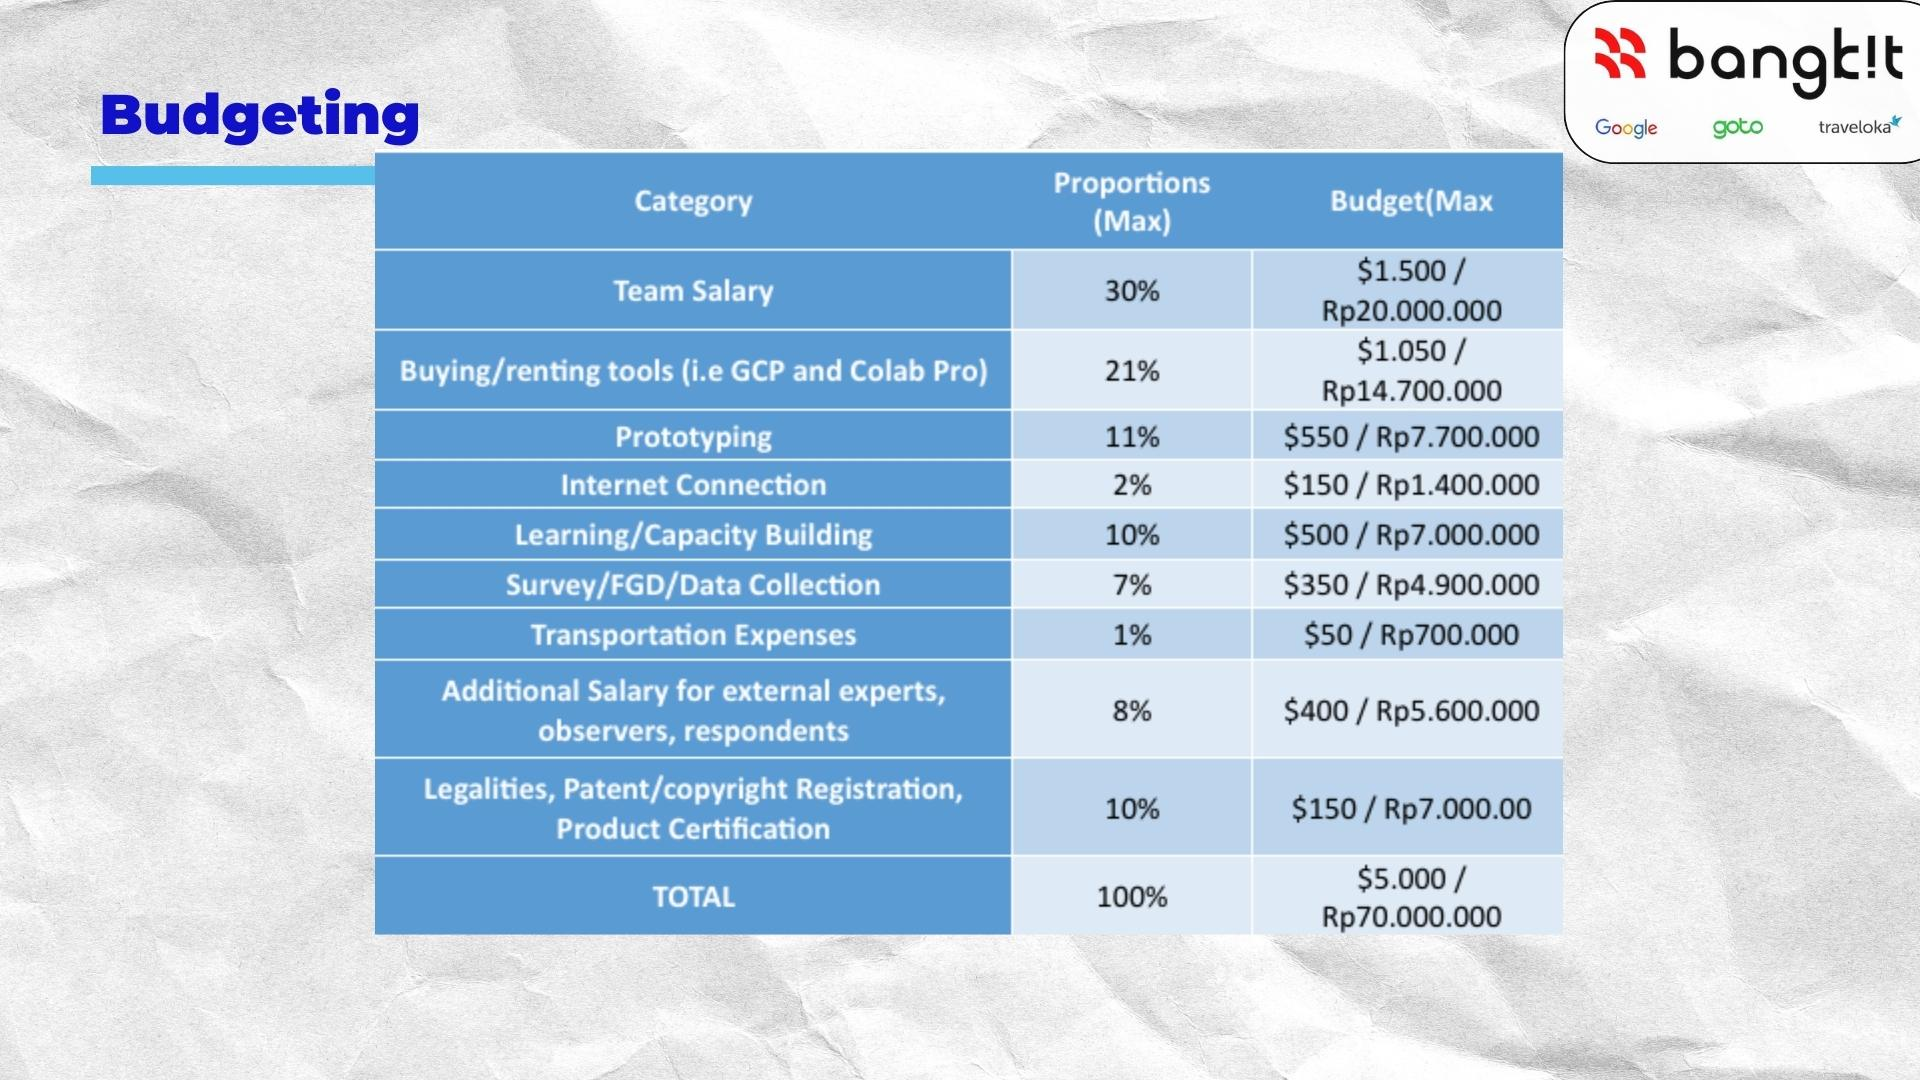 bangk!t
Google goto traveloka
Budgeting
Category Proportions (Max) Budget(Max
Team Salary 30% $1.500 / Rp20.000.000
Buying/renting tools (i.e GCP and Colab Pro) 21% $1.050 / Rp14.700.000
Prototyping 11% $550 / Rp7.700.000
Internet Connection 2% $150 / Rp1.400.000
Learning/Capacity Building 10% $500 / Rp7.000.000
Survey/FGD/Data Collection 7% $350 / Rp4.900.000
Transportation Expenses 1% $50 / Rp700.000
Additional Salary for external experts, observers, respondents 8% $400 / Rp5.600.000
Legalities, Patent/copyright Registration, Product Certification 10% $150 / Rp7.000.00
TOTAL 100% $5.000 / Rp70.000.000